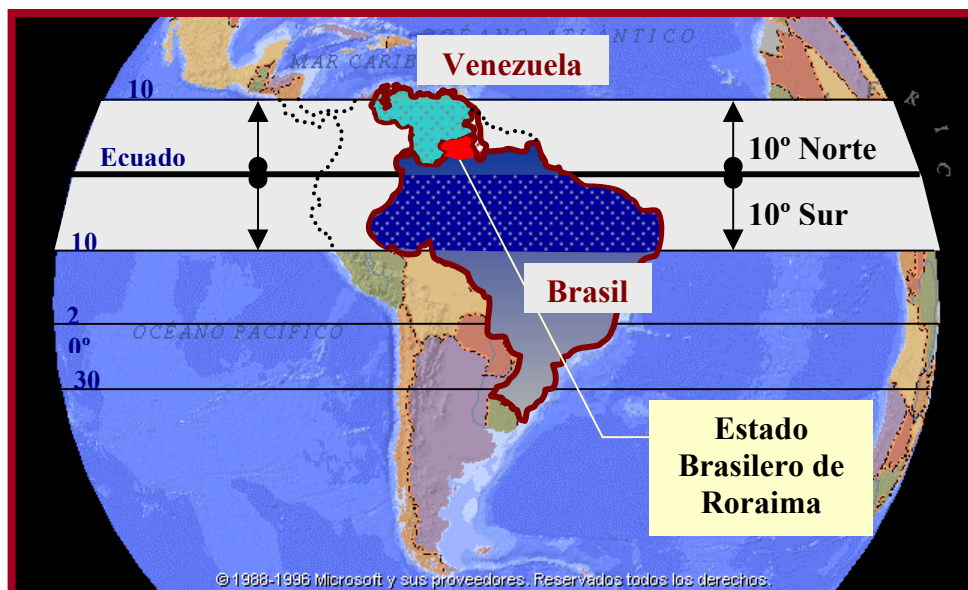 OCÉANO ATLÁNTICO
MAR CARIB
Venezuela
10
F R I C
Ecuado
10º Norte
10º Sur
10
Brasil
2
0º
OCÉANO PACÍFICO
30
Estado
Brasilero de
Roraima
© 1988-1996 Microsoft y sus proveedores. Reservados todos los derechos.